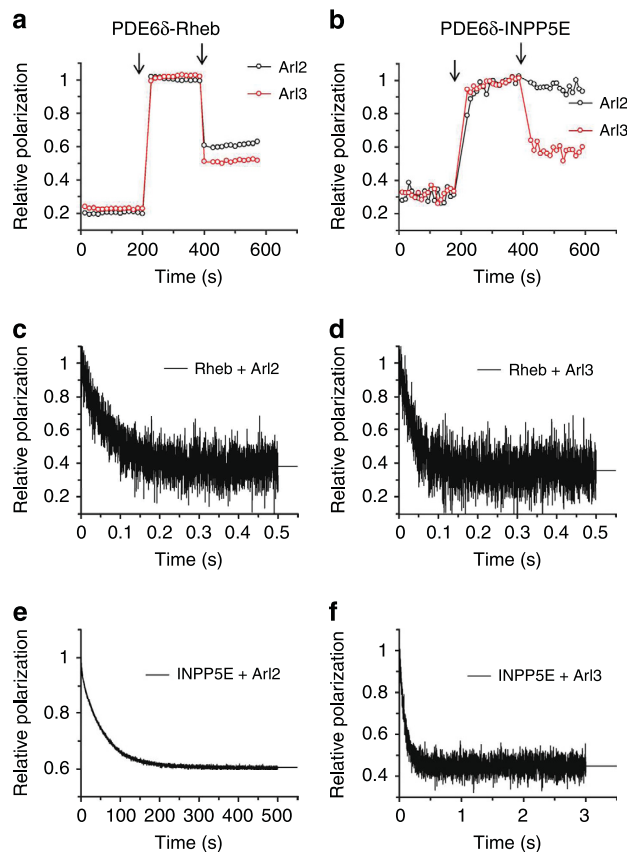 a
PDE6δ-Rheb
Arl2
Arl3
Relative polarization
1
0.8
0.6
0.4
0.2
0 200 400 600
Time (s)
b
PDE6δ-INPP5E
Arl2
Arl3
Relative polarization
1
0.8
0.6
0.4
0.2
0 200 400 600
Time (s)
c
Rheb + Arl2
Relative polarization
1
0.8
0.6
0.4
0.2
0 0.1 0.2 0.3 0.4 0.5
Time (s)
d
Rheb + Arl3
Relative polarization
1
0.8
0.6
0.4
0.2
0 0.1 0.2 0.3 0.4 0.5
Time (s)
e
INPP5E + Arl2
Relative polarization
1
0.8
0.6
0 100 200 300 400 500
Time (s)
f
INPP5E + Arl3
Relative polarization
1
0.8
0.6
0.4
0 1 2 3
Time (s)